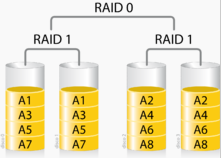 RAID 0
RAID 1 RAID 1
A1 A1 A2 A2
A3 A3 A4 A4
A5 A5 A6 A6
A7 A7 A8 A8